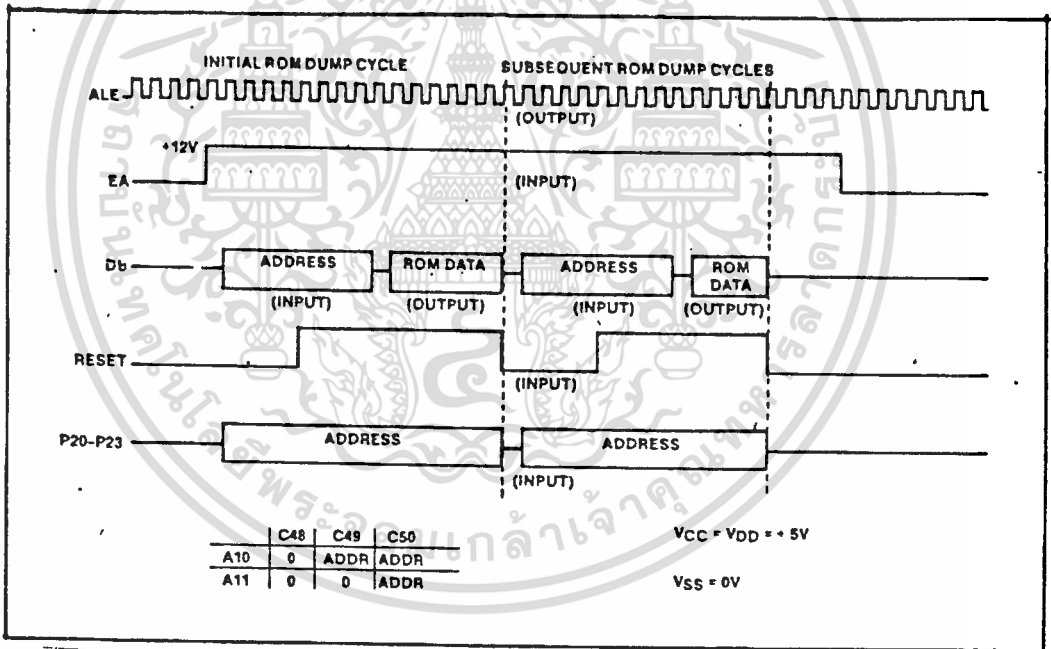 INITIAL ROM DUMP CYCLE
SUBSEQUENT ROM DUMP CYCLES
ALE
(OUTPUT)
+12V
EA
(INPUT)
Db
ADDRESS
ROM DATA
ADDRESS
ROM
DATA
(INPUT)
(OUTPUT)
(INPUT)
(OUTPUT)
RESET
(INPUT)
P20-P23
ADDRESS
ADDRESS
(INPUT)
C48 C49 C50
A10 0 ADDR ADDR
A11 0 0 ADDR
VCC = VDD = + 5V
VSS = 0V